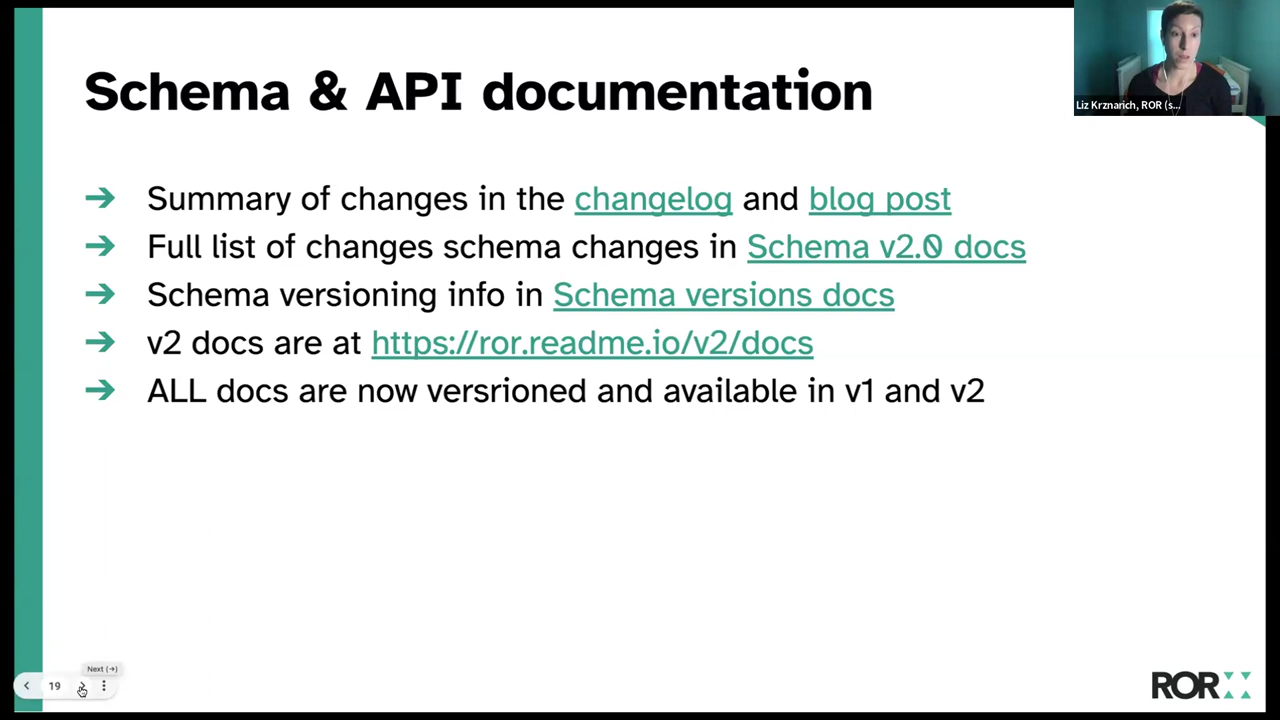 Schema & API documentation
Liz Krznarich, ROR (s...
➔ Summary of changes in the changelog and blog post
➔ Full list of changes schema changes in Schema v2.0 docs
➔ Schema versioning info in Schema versions docs
➔ v2 docs are at https://ror.readme.io/v2/docs
➔ ALL docs are now versrioned and available in v1 and v2
Next (→)
19
ROR